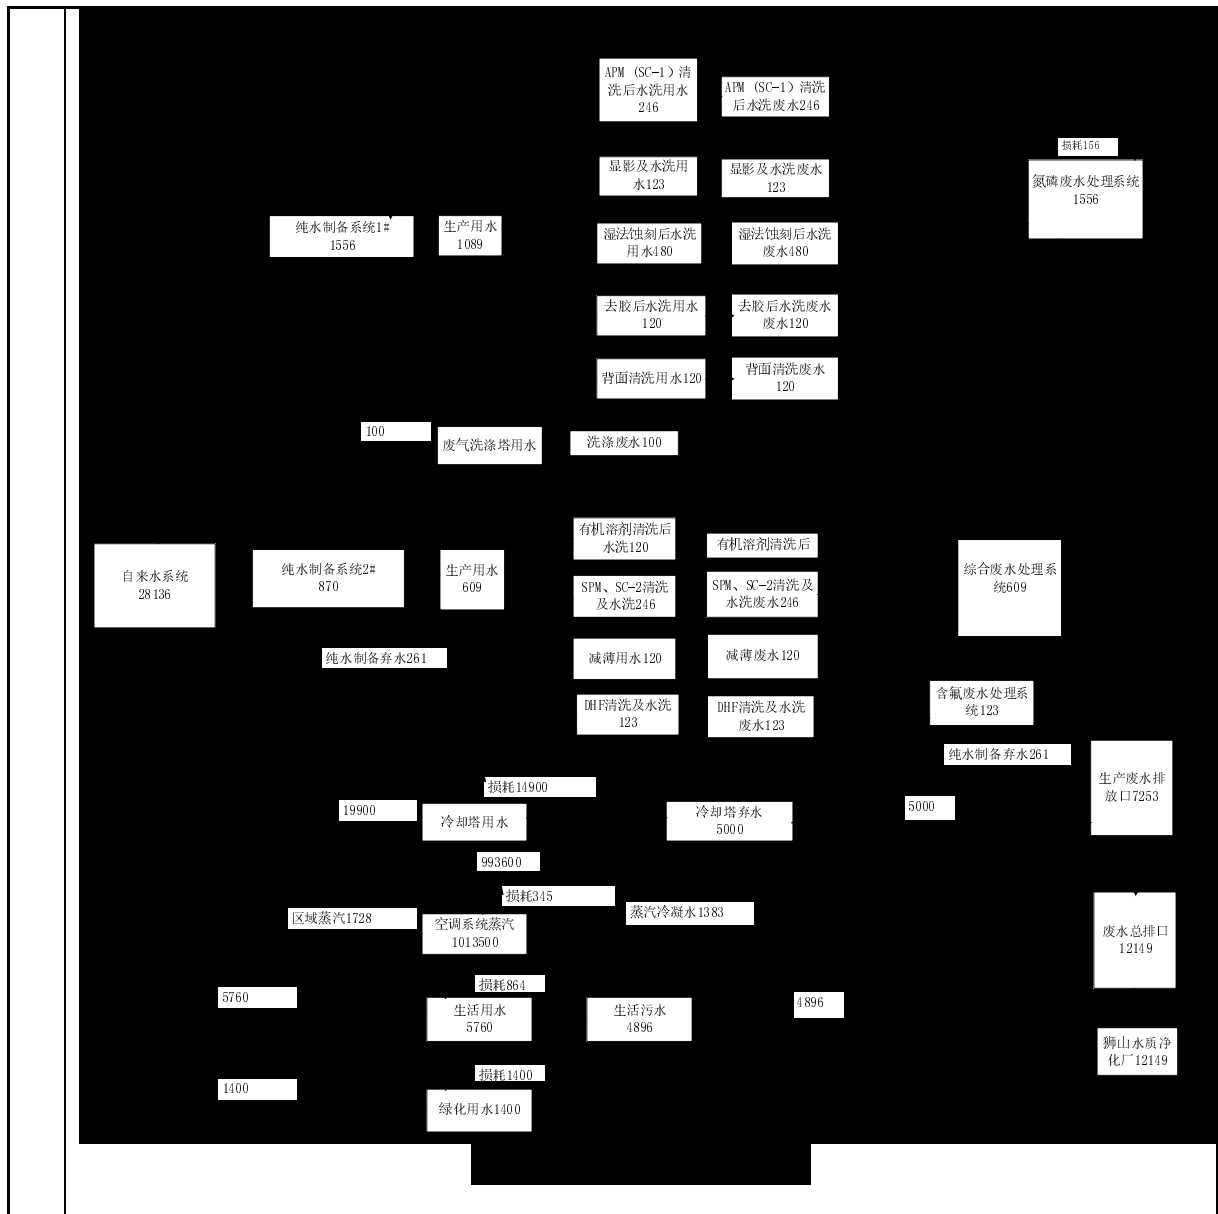 APM（SC-1）清
洗后水洗用水
246
APM（SC-1）清洗
后水洗废水246
损耗156
显影及水洗用
水123
显影及水洗废水
123
氮磷废水处理系统
1556
纯水制备系统1#
1556
生产用水
1089
湿法蚀刻后水洗
用水480
湿法蚀刻后水洗
废水480
去胶后水洗用水
120
去胶后水洗废水
废水120
背面清洗用水120
背面清洗废水
120
100
废气洗涤塔用水
洗涤废水100
有机溶剂清洗后
水洗120
有机溶剂清洗后
自来水系统
28136
纯水制备系统2#
870
生产用水
609
SPM、SC-2清洗
及水洗246
SPM、SC-2清洗及
水洗废水246
综合废水处理系
统609
纯水制备弃水261
减薄用水120
减薄废水120
DHF清洗及水洗
123
DHF清洗及水洗
废水123
含氟废水处理系
统123
纯水制备弃水261
生产废水排
放口7253
损耗14900
19900
冷却塔用水
冷却塔弃水
5000
5000
993600
损耗345
区域蒸汽1728
空调系统蒸汽
1013500
蒸汽冷凝水1383
废水总排口
12149
损耗864
5760
生活用水
5760
生活污水
4896
4896
狮山水质净
化厂12149
损耗1400
1400
绿化用水1400